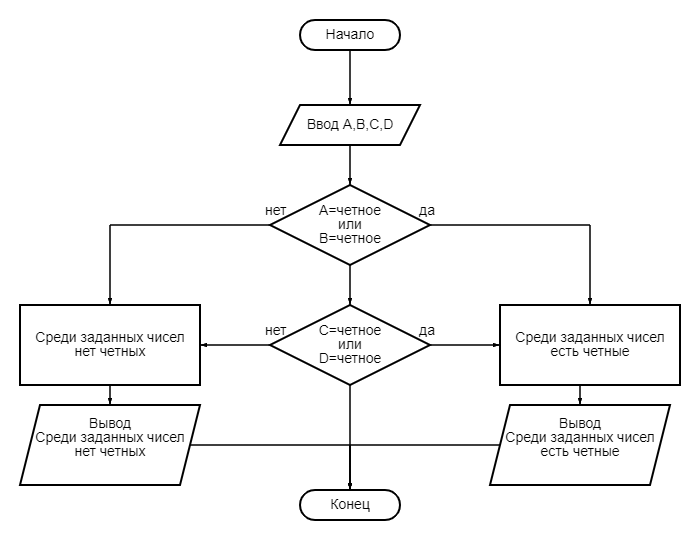 Начало
Ввод A,B,C,D
нет
A=четное
или
B=четное
да
Среди заданных чисел
нет четных
нет
C=четное
или
D=четное
да
Среди заданных чисел
есть четные
Вывод
Среди заданных чисел
нет четных
Вывод
Среди заданных чисел
есть четные
Конец